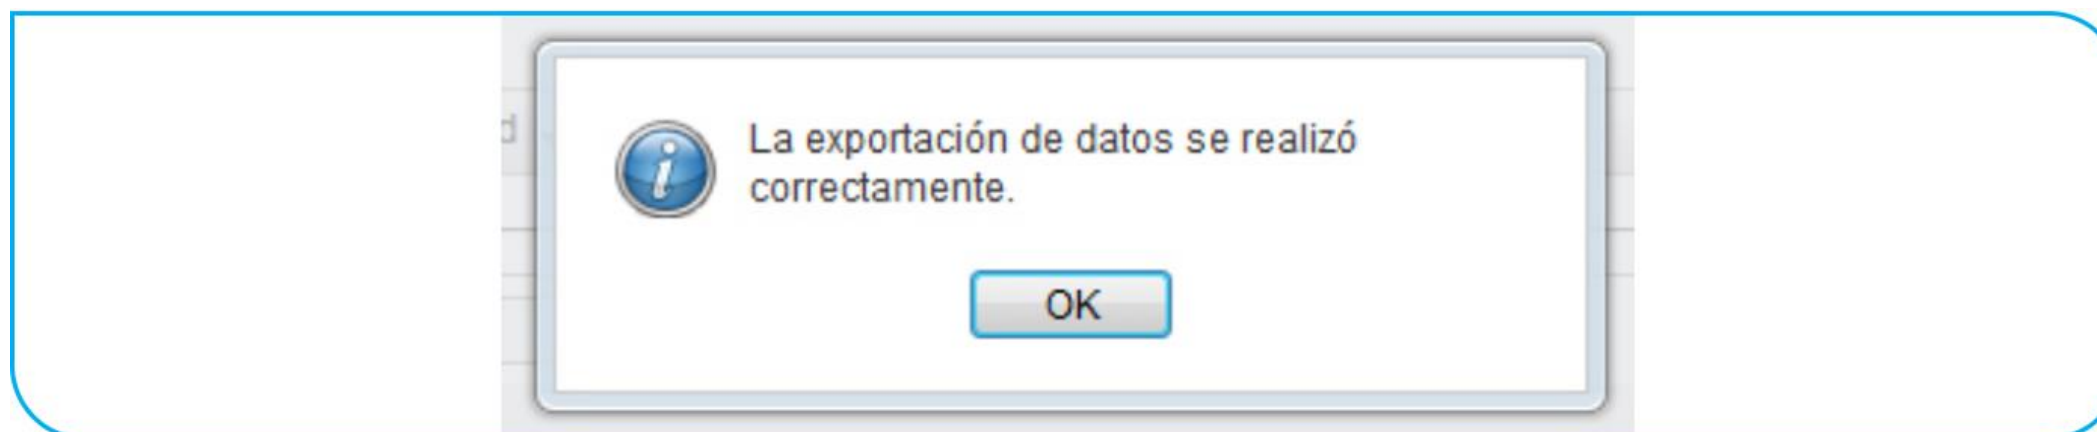 d
La exportación de datos se realizó
correctamente.
OK